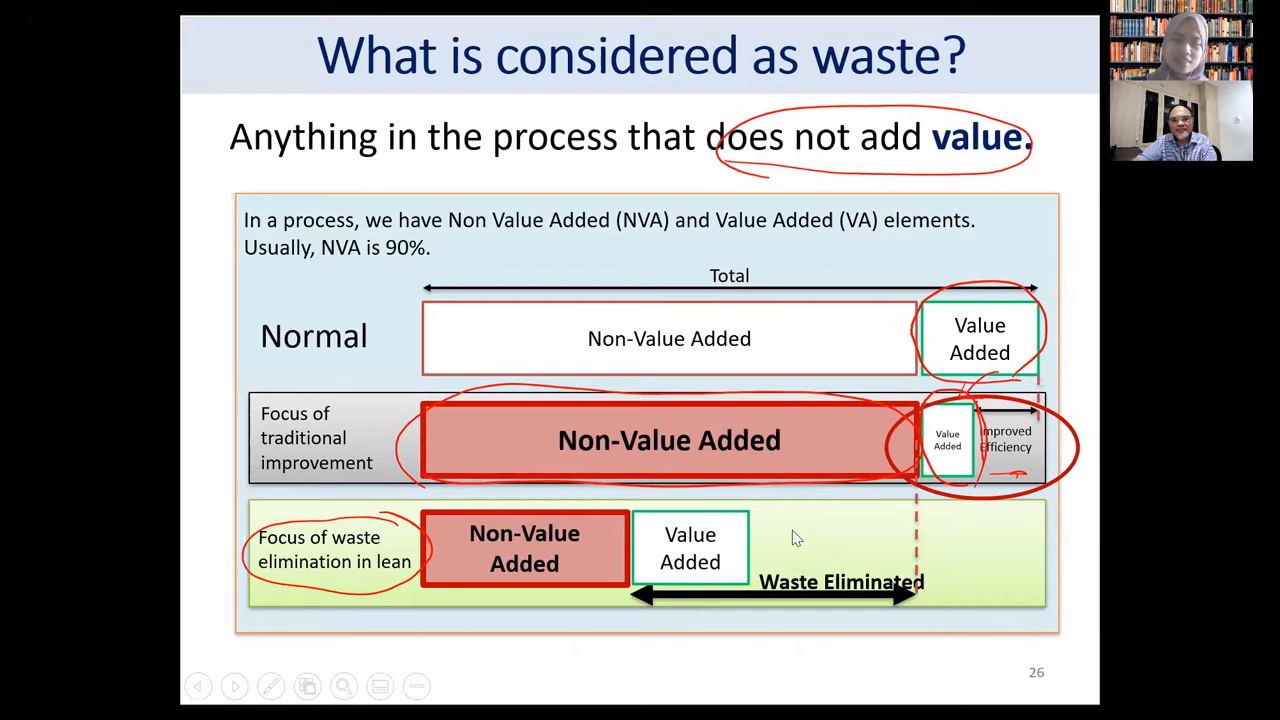 What is considered as waste?
Anything in the process that does not add value.
In a process, we have Non Value Added (NVA) and Value Added (VA) elements.
Usually, NVA is 90%.
Total
Normal
Non-Value Added
Value
Added
Focus of
traditional
improvement
Non-Value Added
Value
Added
Improved
Efficiency
Focus of waste
elimination in lean
Non-Value
Added
Value
Added
Waste Eliminated
26